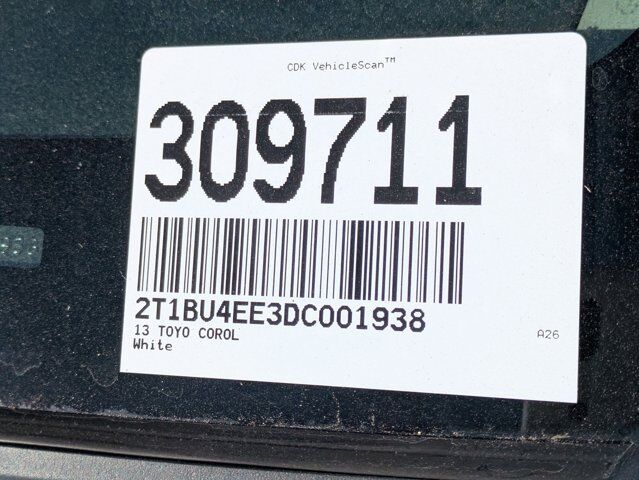 CDK VehicleScan™
309711
2T1BU4EE3DC001938
13 TOYO COROL
White
A26